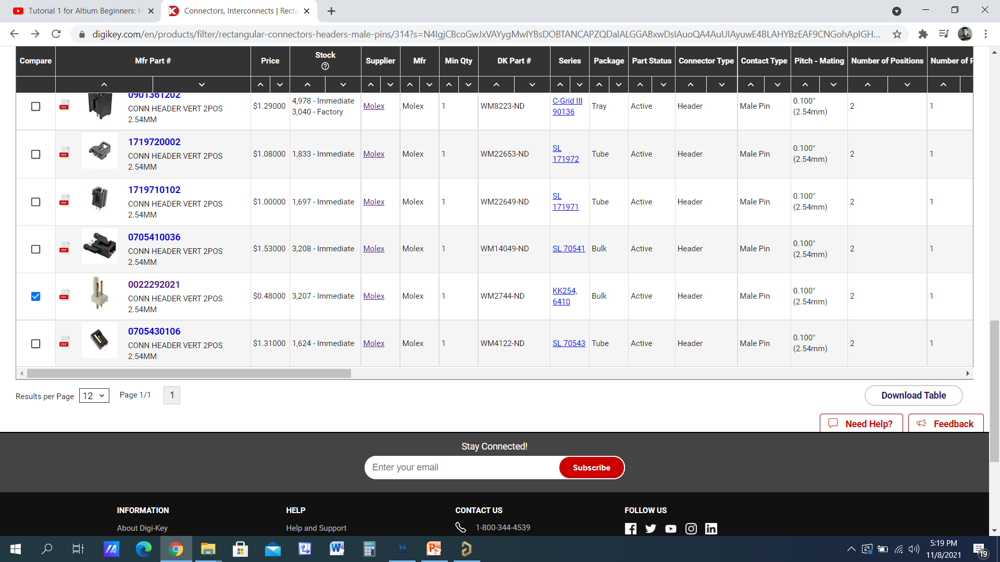 Tutorial 1 for Altium Beginners: H
Connectors, Interconnects | Recta
digikey.com/en/products/filter/rectangular-connectors-headers-male-pins/314?s=N4IgjCBcoGwJxVAYygMwIYBsDOBTANCAPZQDaIALGGABxwDsIAuoQA4AuUIAyuwE4BLAHYBzEAF9CNGohApIGH...
Compare Mfr Part # Price Stock Supplier Mfr Min Qty DK Part # Series Package Part Status Connector Type Contact Type Pitch - Mating Number of Positions Number of R
0901361202
CONN HEADER VERT 2POS
2.54MM
$1.29000
4,978 - Immediate
3,040 - Factory
Molex Molex 1 WM8223-ND
C-Grid III
90136
Tray Active Header Male Pin
0.100"
(2.54mm)
2 1
PDF
1719720002
CONN HEADER VERT 2POS
2.54MM
$1.08000 1,833 - Immediate Molex Molex 1 WM22653-ND
SL
171972
Tube Active Header Male Pin
0.100"
(2.54mm)
2 1
PDF
1719710102
CONN HEADER VERT 2POS
2.54MM
$1.00000 1,697 - Immediate Molex Molex 1 WM22649-ND
SL
171971
Tube Active Header Male Pin
0.100"
(2.54mm)
2 1
PDF
0705410036
CONN HEADER VERT 2POS
2.54MM
$1.53000 3,208 - Immediate Molex Molex 1 WM14049-ND SL 70541 Bulk Active Header Male Pin
0.100"
(2.54mm)
2 1
PDF
0022292021
CONN HEADER VERT 2POS
2.54MM
$0.48000 3,207 - Immediate Molex Molex 1 WM2744-ND
KK254,
6410
Bulk Active Header Male Pin
0.100"
(2.54mm)
2 1
PDF
0705430106
CONN HEADER VERT 2POS
2.54MM
$1.31000 1,624 - Immediate Molex Molex 1 WM4122-ND SL 70543 Tube Active Header Male Pin
0.100"
(2.54mm)
2 1
PDF
Results per Page 12 Page 1/1 1 Download Table
Need Help? Feedback
Stay Connected!
Enter your email Subscribe
INFORMATION HELP CONTACT US FOLLOW US
About Digi-Key Help and Support 1-800-344-4539
5:19 PM
11/8/2021
19